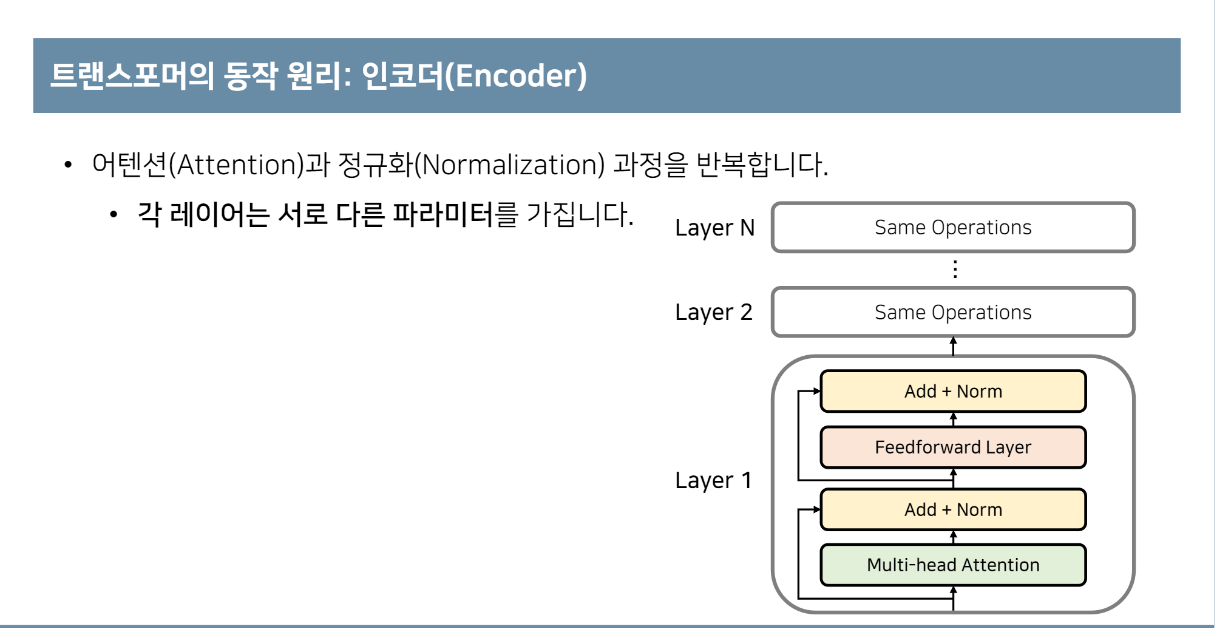 트랜스포머의 동작 원리: 인코더(Encoder)
• 어텐션(Attention)과 정규화(Normalization) 과정을 반복합니다.
• 각 레이어는 서로 다른 파라미터를 가집니다.
Layer N
Same Operations
⋮
Layer 2
Same Operations
Layer 1
Add + Norm
Feedforward Layer
Add + Norm
Multi-head Attention